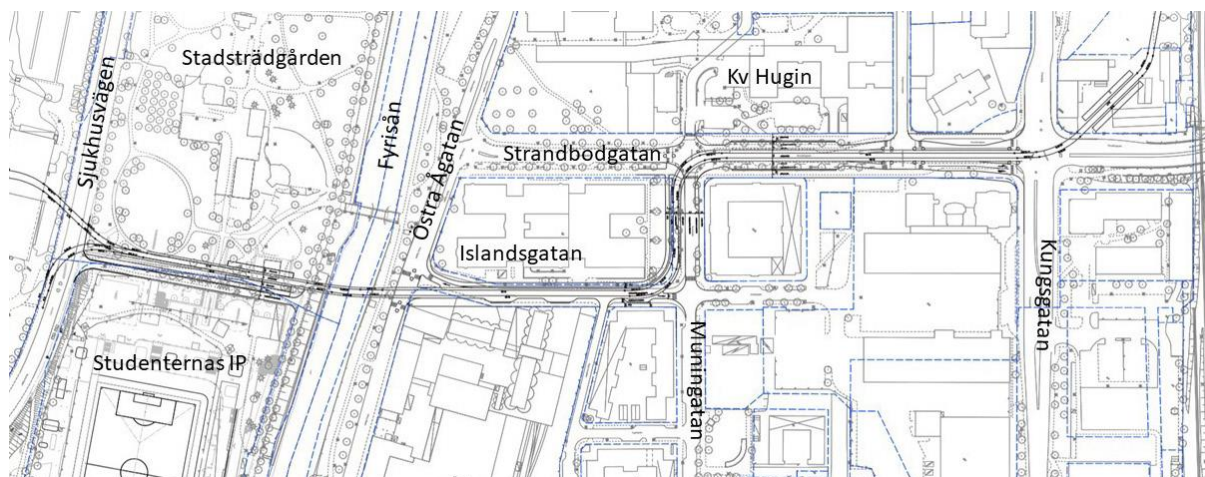 Stadsträdgården
Kv Hugin
Sjukhusvägen
Fyrisån
Östra Ågatan
Strandbodgatan
Islandsgatan
Kungsgatan
Studenternas IP
Muningatan